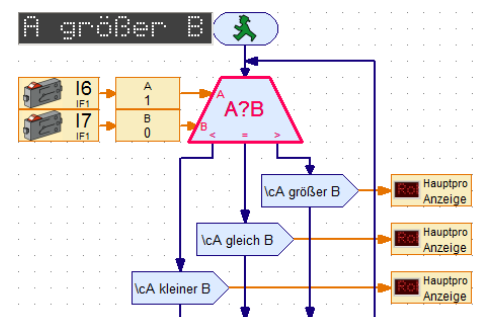 A größer B
I6
IF1
A
1
I7
IF1
B
0
A
B
A?B
< = >
\cA größer B
Hauptpro
Anzeige
\cA gleich B
Hauptpro
Anzeige
\cA kleiner B
Hauptpro
Anzeige